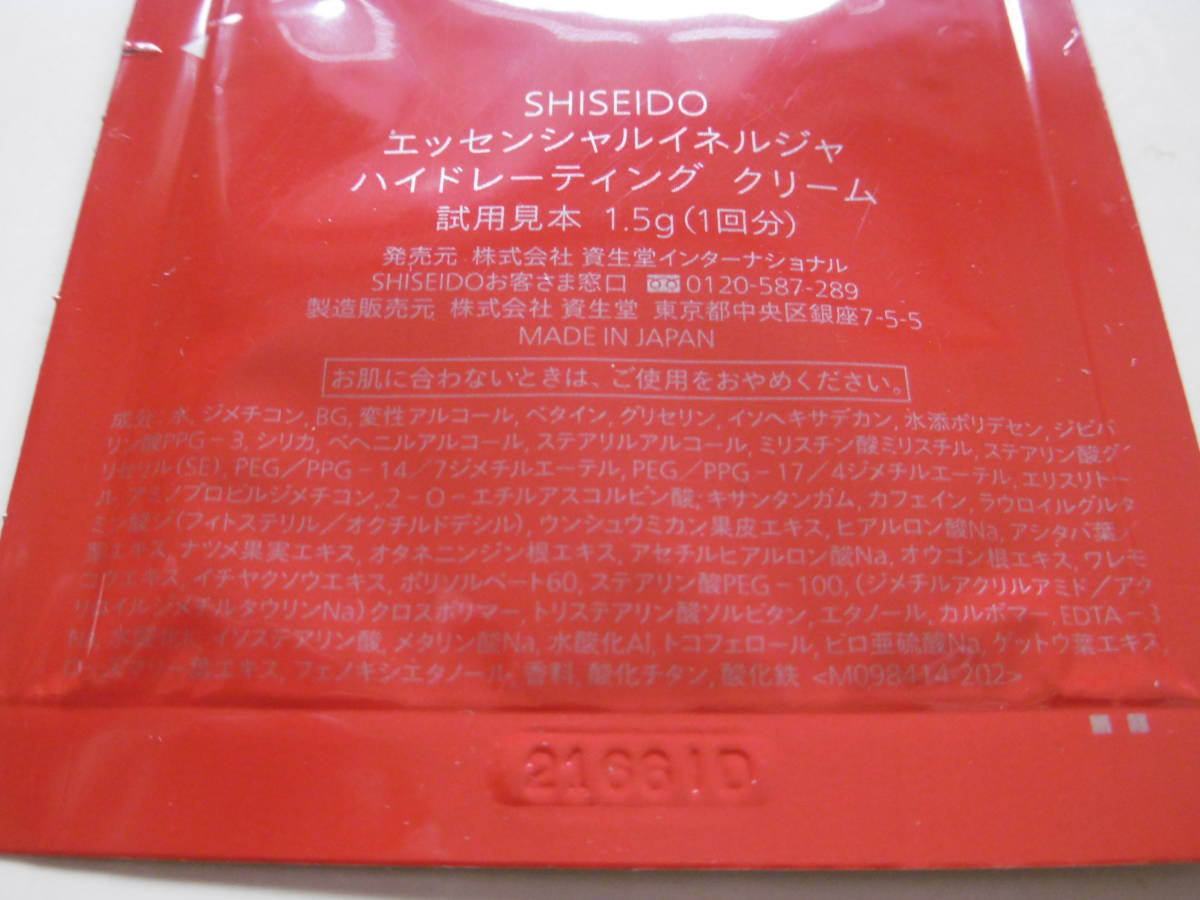 SHISEIDO
エッセンシャルイネルジャ
ハイドレーティング クリーム
試用見本 1.5g(1回分)
発売元 株式会社 資生堂インターナショナル
SHISEIDOお客さま窓口 0120-587-289
製造販売元 株式会社 資生堂 東京都中央区銀座7-5-5
MADE IN JAPAN
お肌に合わないときは、ご使用をおやめください。
成分:水, ジメチコン, BG, 変性アルコール, ベタイン, グリセリン, イソヘキサデカン, 水添ポリデセン, ジピバ
リン酸PPG-3, シリカ, ベヘニルアルコール, ステアリルアルコール, ミリスチン酸ミリスチル, ステアリン酸グ
リセリル(SE), PEG/PPG-14/7ジメチルエーテル, PEG/PPG-17/4ジメチルエーテル, エリスリトー
ル, アミノプロピルジメチコン, 2-O-エチルアスコルビン酸, キサンタンガム, カフェイン, ラウロイルグルタ
ミン酸ジ(フィトステリル/オクチルドデシル), ウンシュウミカン果皮エキス, ヒアルロン酸Na, アシタバ葉/
茎エキス, ナツメ果実エキス, オタネニンジン根エキス, アセチルヒアルロン酸Na, オウゴン根エキス, ワレモ
コウエキス, イチヤクソウエキス, ポリソルベート60, ステアリン酸PEG-100, (ジメチルアクリルアミド/アク
リロイルジメチルタウリンNa)クロスポリマー, トリステアリン酸ソルビタン, エタノール, カルボマー, EDTA-3
イソステアリン酸, メタリン酸Na, 水酸化Al, トコフェロール, ピロ亜硫酸Na, ゲットウ葉エキス,
ローズマリー葉エキス, フェノキシエタノール, 香料, 酸化チタン, 酸化鉄 <M098414-202>